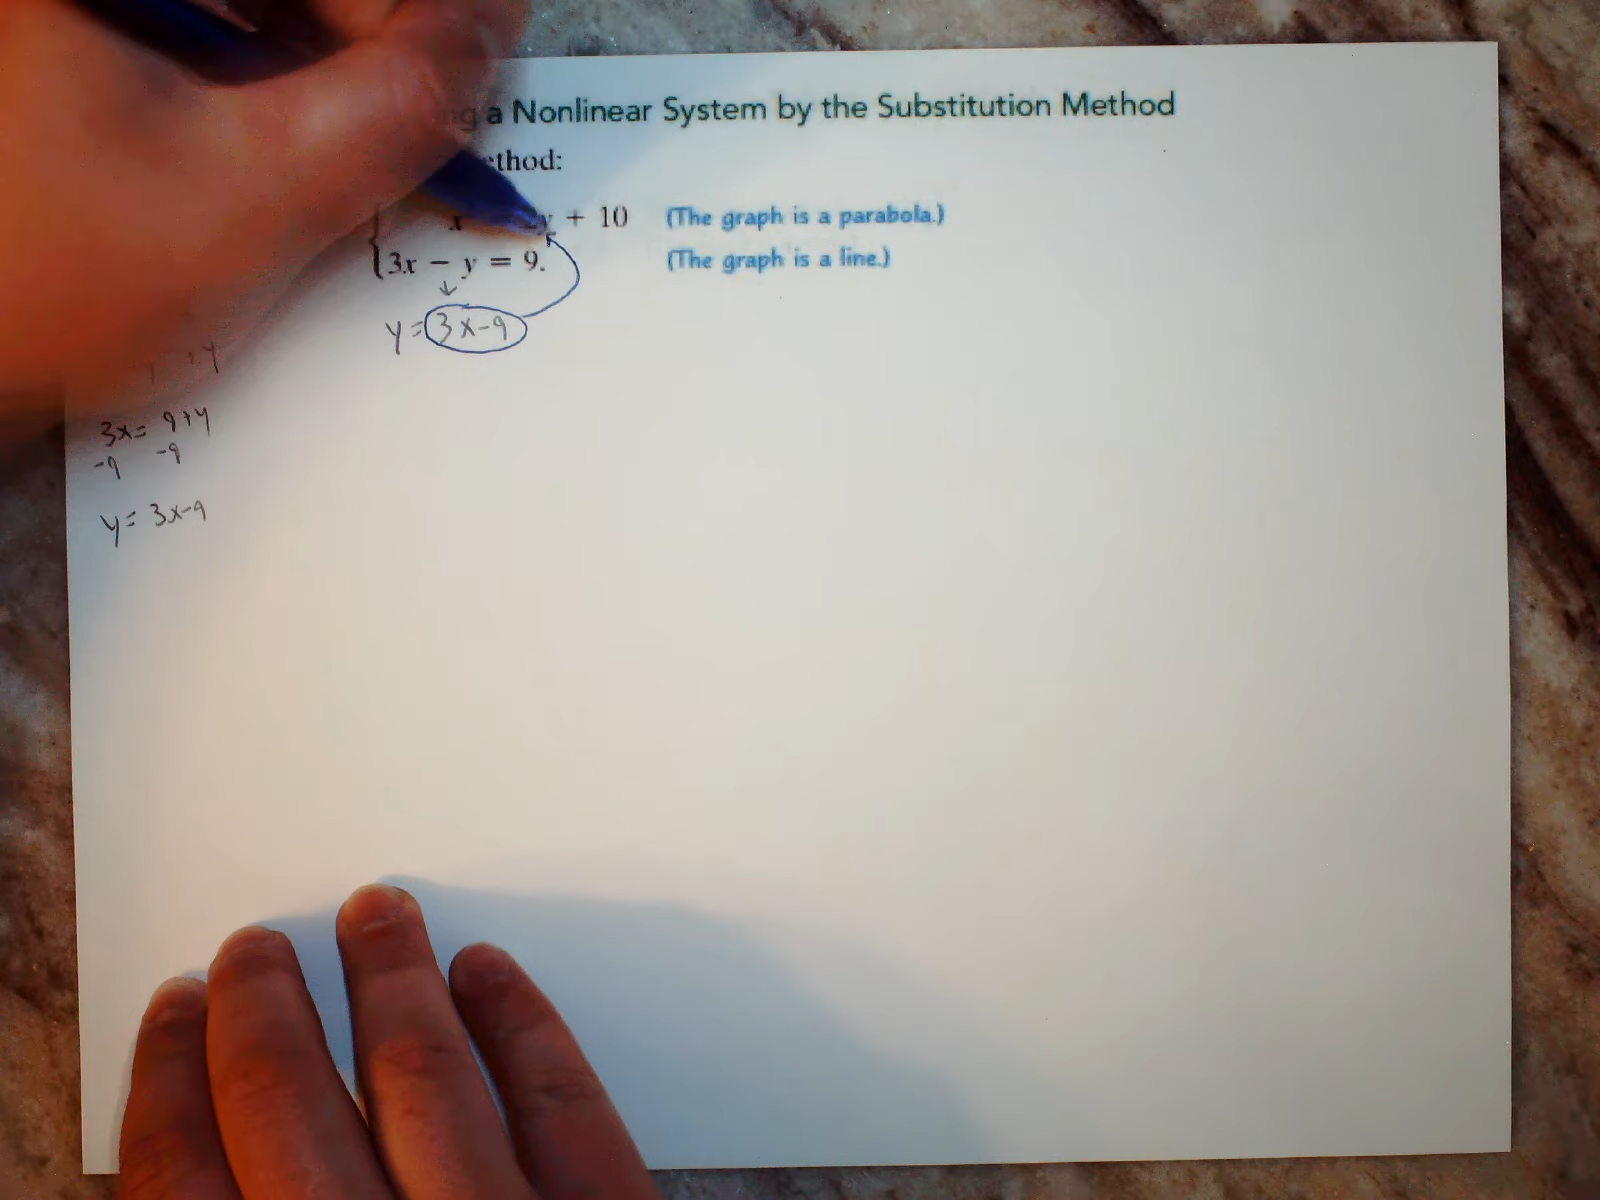 a Nonlinear System by the Substitution Method
x y + 10 (The graph is a parabola.)
3x − y = 9. (The graph is a line.)
y = 3x-9
3x = 9+y
-9 -9
y = 3x-9